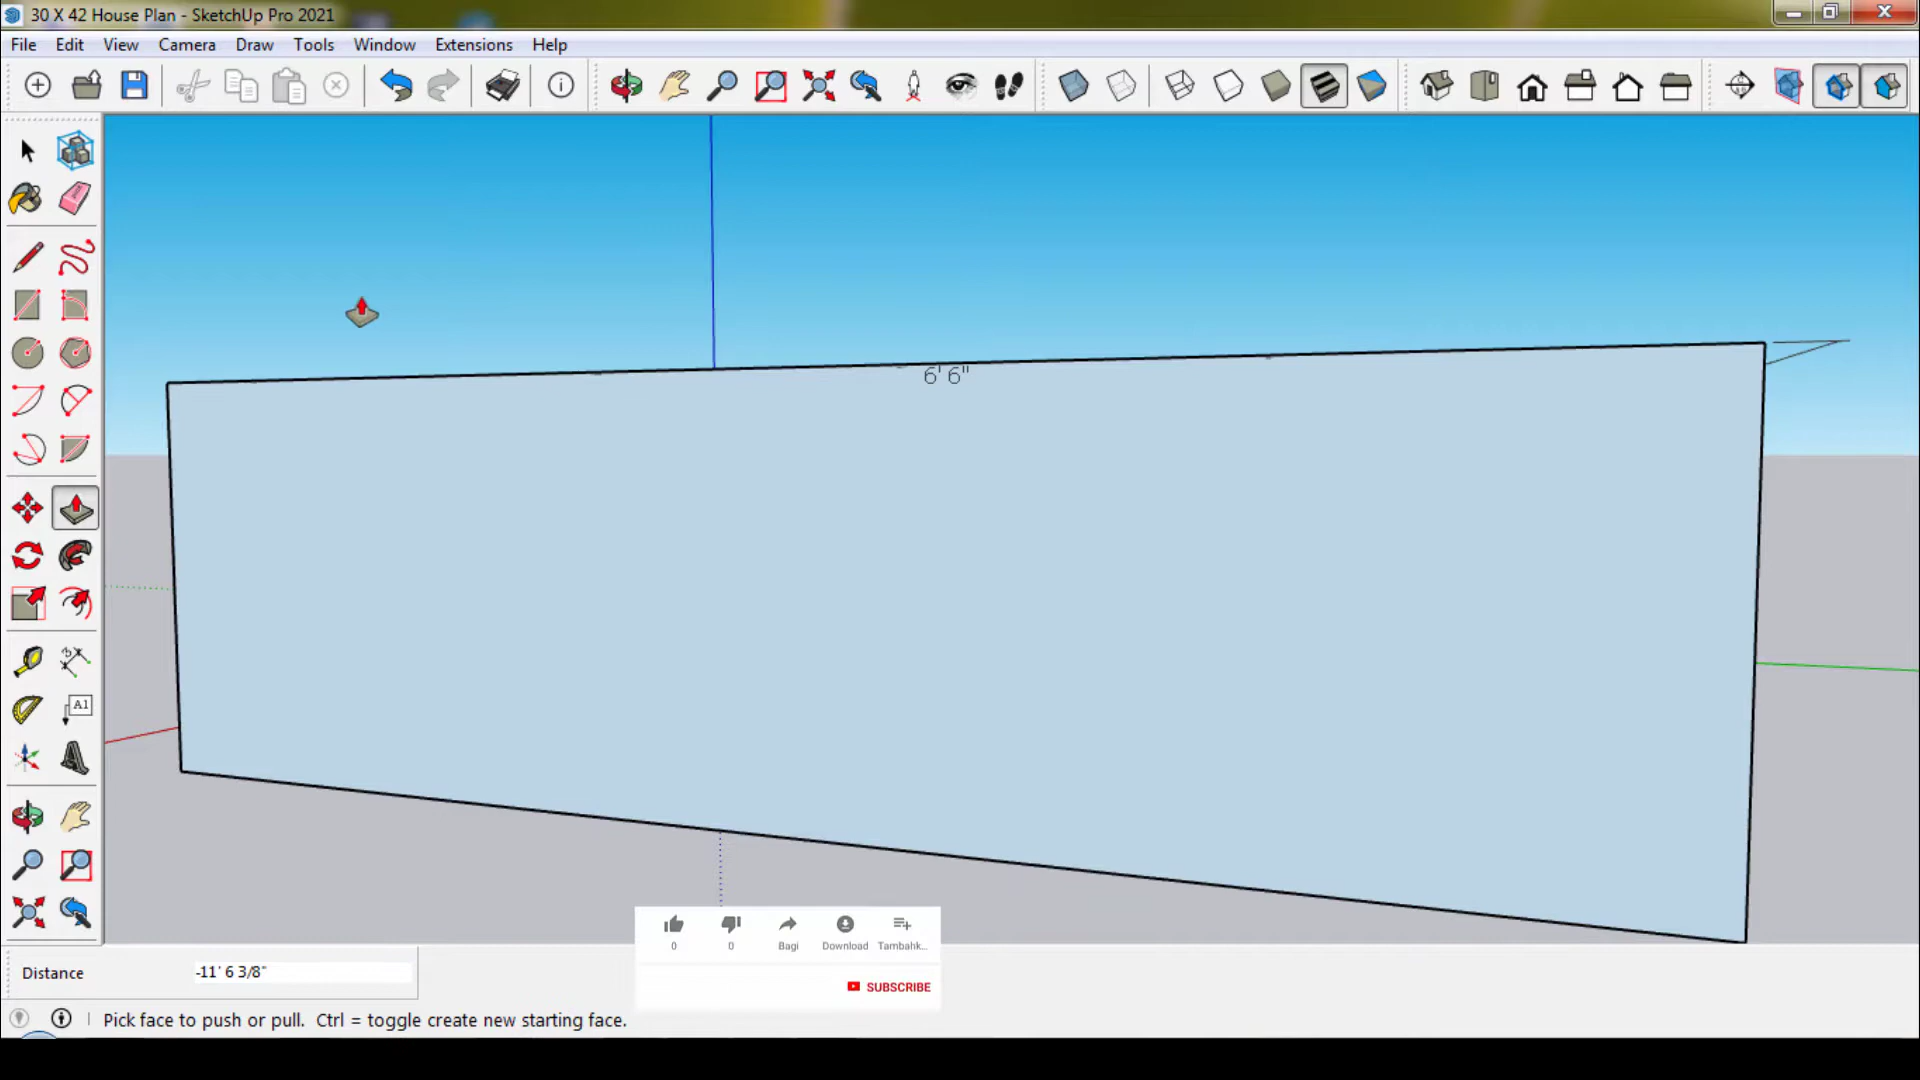 30 X 42 House Plan - SketchUp Pro 2021
File Edit View Camera Draw Tools Window Extensions Help
6' 6"
A1
0 0 Bagi Download Tambahk...
SUBSCRIBE
Distance -11' 6 3/8"
Pick face to push or pull. Ctrl = toggle create new starting face.